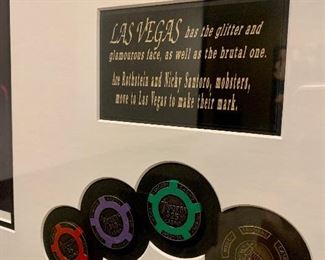 LAS VEGAS has the glitter and
glamourous face, as well as the brutal one.
Ace Rothstein and Nicky Santoro, mobsters,
move to Las Vegas to make their mark.